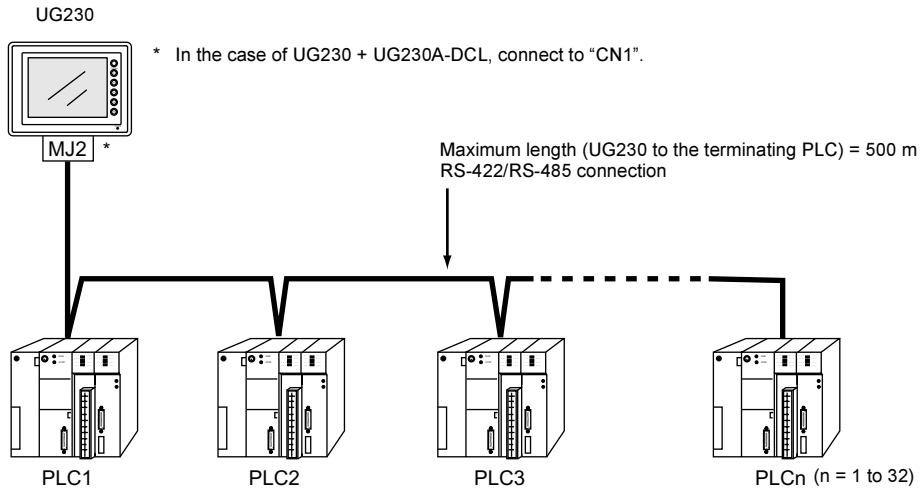 UG230
* In the case of UG230 + UG230A-DCL, connect to “CN1”.
MJ2 *
Maximum length (UG230 to the terminating PLC) = 500 m
RS-422/RS-485 connection
PLC1
PLC2
PLC3
PLCn (n = 1 to 32)